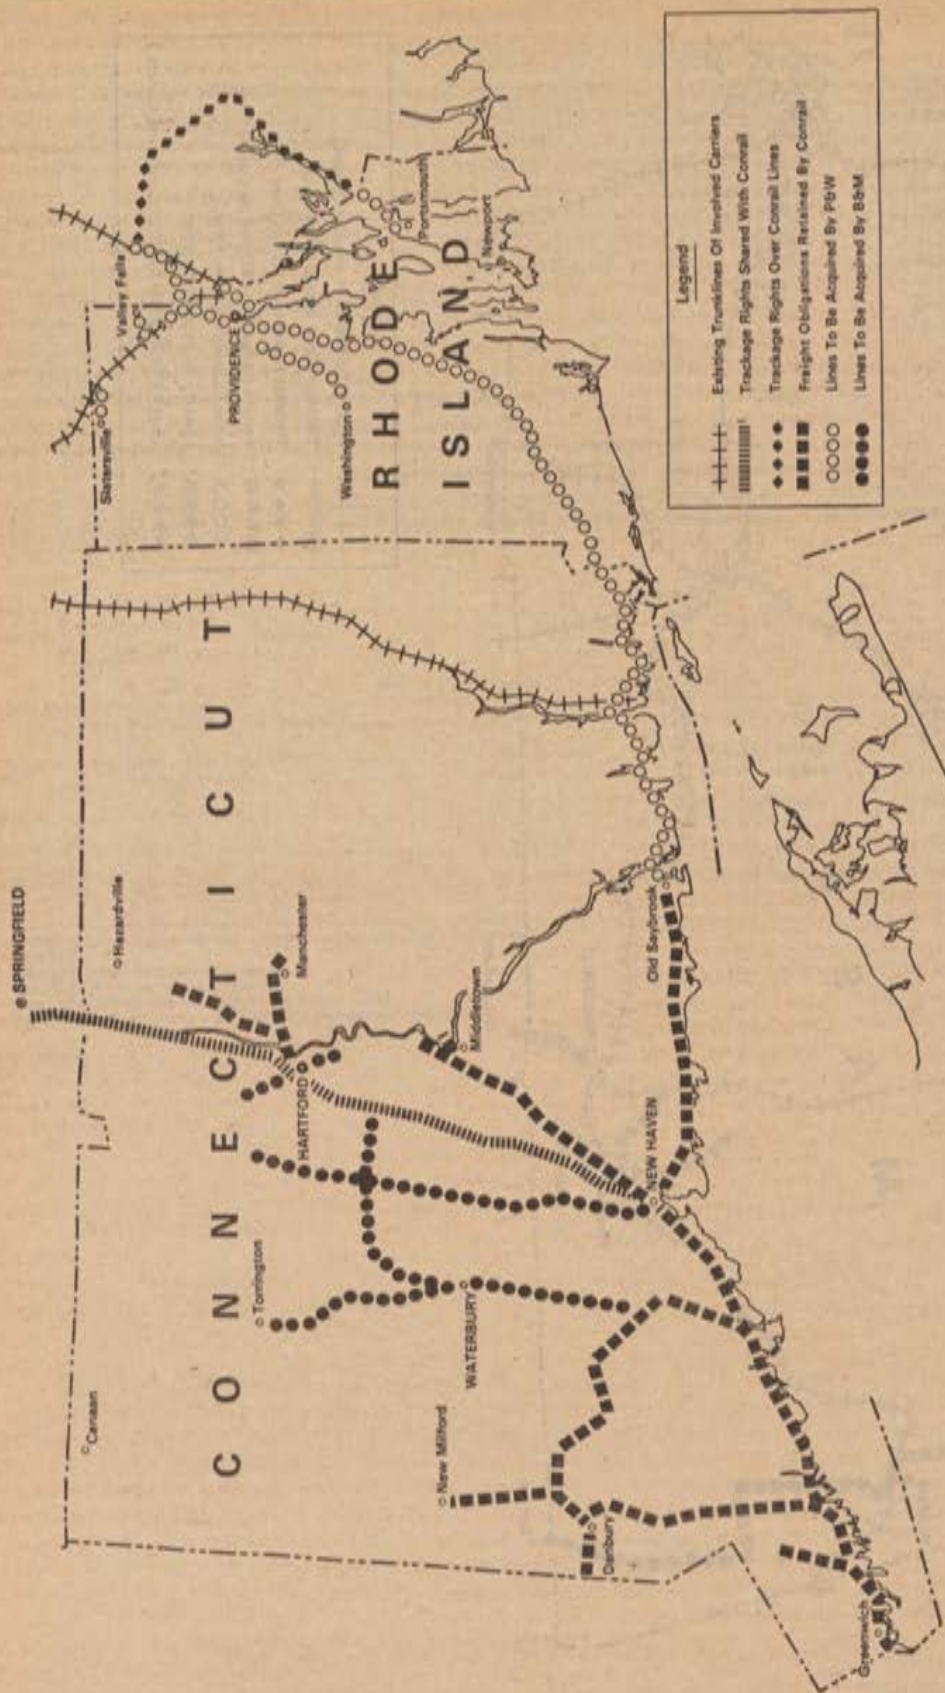 SPRINGFIELD
Hazardville
Canaan
CONNECTICUT
Torrington
HARTFORD
Manchester
New Milford
WATERBURY
Middletown
Danbury
NEW HAVEN
Old Saybrook
Greenwich
Slatersville
Valley Falls
PROVIDENCE
Washington
RHODE
ISLAND
Portsmouth
Newport
Legend
Existing Trunklines Of Involved Carriers
Trackage Rights Shared With Conrail
Trackage Rights Over Conrail Lines
Freight Obligations Retained By Conrail
Lines To Be Acquired By P&W
Lines To Be Acquired By B&M